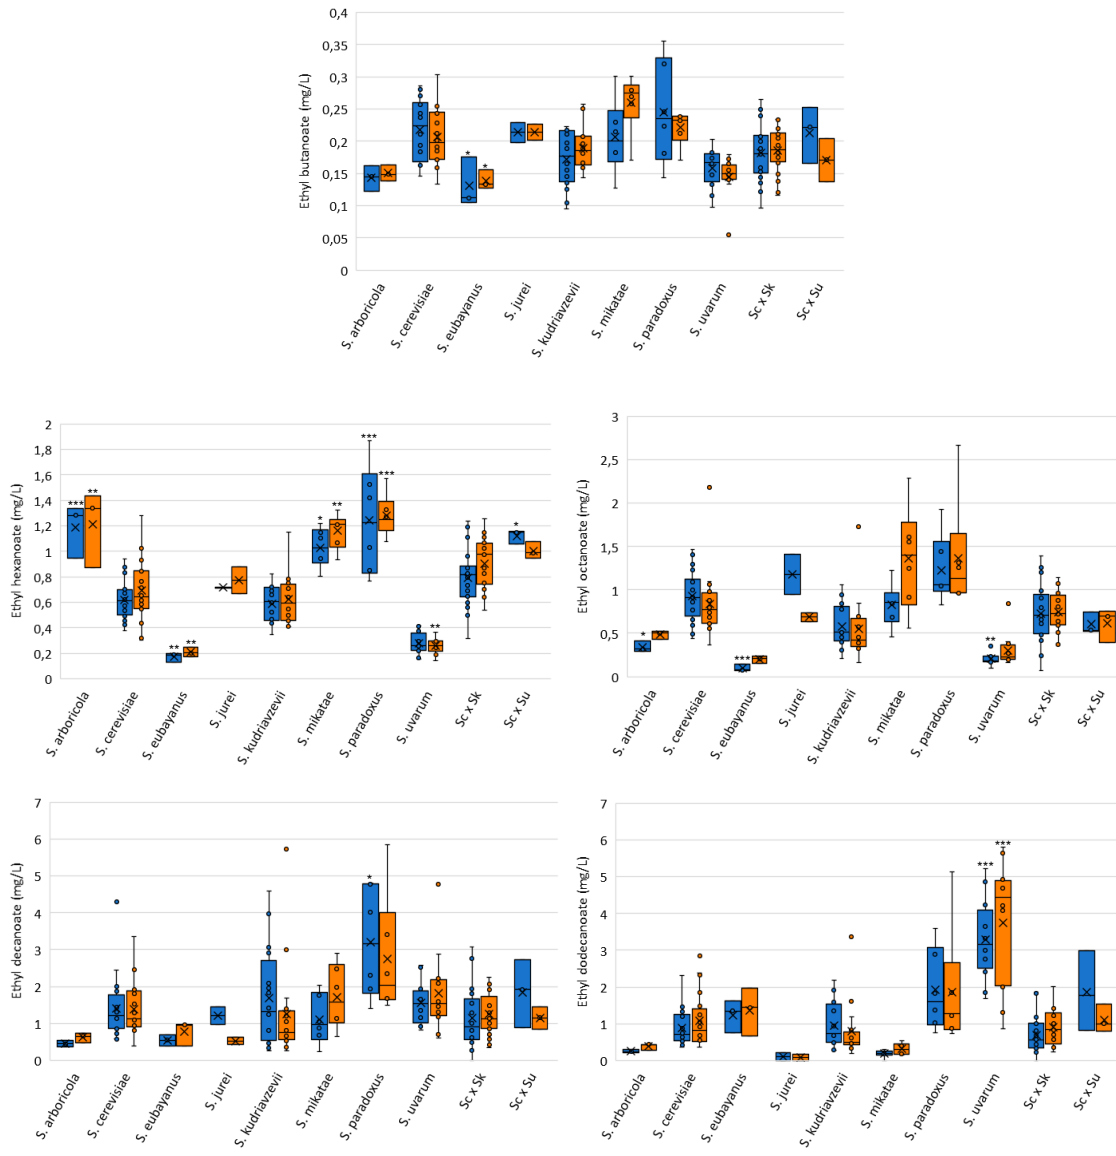 Ethyl butanoate (mg/L)
0,4
0,35
0,3
0,25
0,2
0,15
0,1
0,05
0
* *
S. arboricola
S. cerevisiae
S. eubayanus
S. jurei
S. kudriavzevii
S. mikatae
S. paradoxus
S. uvarum
Sc x Sk
Sc x Su
Ethyl hexanoate (mg/L)
2
1,8
1,6
1,4
1,2
1
0,8
0,6
0,4
0,2
0
*** ** ** ** * ** *** *** ** *
S. arboricola
S. cerevisiae
S. eubayanus
S. jurei
S. kudriavzevii
S. mikatae
S. paradoxus
S. uvarum
Sc x Sk
Sc x Su
Ethyl octanoate (mg/L)
3
2,5
2
1,5
1
0,5
0
* *** **
S. arboricola
S. cerevisiae
S. eubayanus
S. jurei
S. kudriavzevii
S. mikatae
S. paradoxus
S. uvarum
Sc x Sk
Sc x Su
Ethyl decanoate (mg/L)
7
6
5
4
3
2
1
0
*
S. arboricola
S. cerevisiae
S. eubayanus
S. jurei
S. kudriavzevii
S. mikatae
S. paradoxus
S. uvarum
Sc x Sk
Sc x Su
Ethyl dodecanoate (mg/L)
7
6
5
4
3
2
1
0
*** ***
S. arboricola
S. cerevisiae
S. eubayanus
S. jurei
S. kudriavzevii
S. mikatae
S. paradoxus
S. uvarum
Sc x Sk
Sc x Su